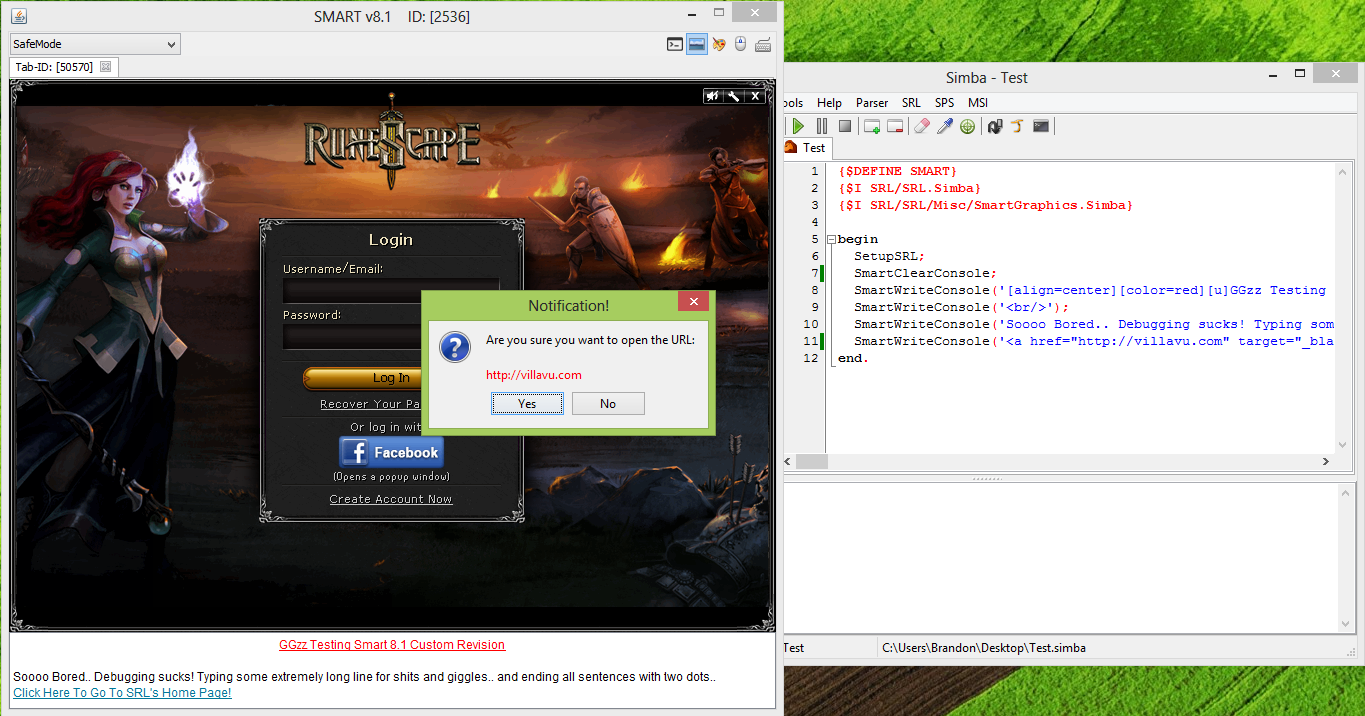 SMART v8.1 ID: [2536]
SafeMode
Tab-ID: [50570]
RUNESCAPE
Login
Username/Email:
Password:
Log In
Recover Your Pa
Or log in wit
f Facebook
(Opens a popup window)
Create Account Now
Notification!
Are you sure you want to open the URL:
http://villavu.com
Yes No
GGzz Testing Smart 8.1 Custom Revision
Soooo Bored.. Debugging sucks! Typing some extremely long line for shits and giggles.. and ending all sentences with two dots..
Click Here To Go To SRL's Home Page!
Simba - Test
ools Help Parser SRL SPS MSI
Test
1 {$DEFINE SMART}
2 {$I SRL/SRL.Simba}
3 {$I SRL/SRL/Misc/SmartGraphics.Simba}
4
5 begin
6 SetupSRL;
7 SmartClearConsole;
8 SmartWriteConsole('[align=center][color=red][u]GGzz Testing
9 SmartWriteConsole('<br/>');
10 SmartWriteConsole('Soooo Bored.. Debugging sucks! Typing som
11 SmartWriteConsole('<a href="http://villavu.com" target="_bla
12 end.
Test C:\Users\Brandon\Desktop\Test.simba